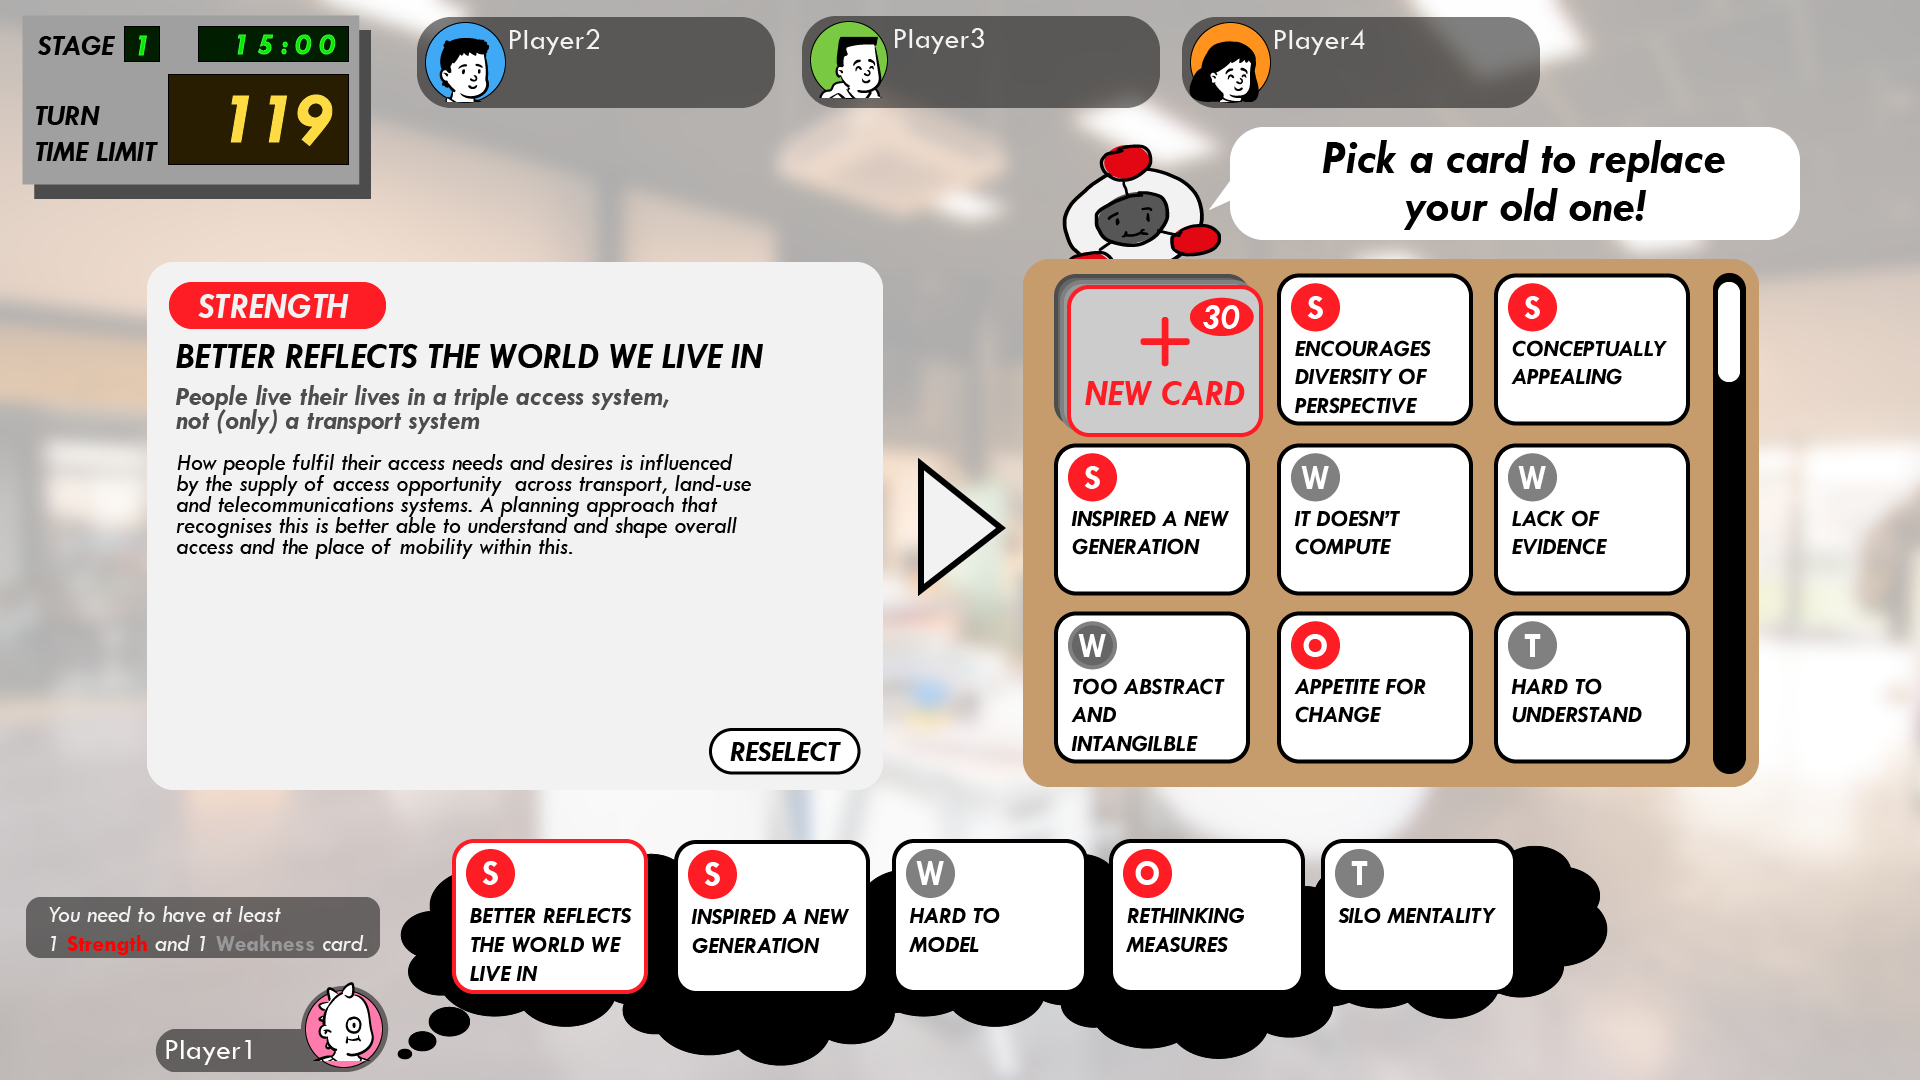 STAGE 1 15:00
TURN
TIME LIMIT
119
Player2
Player3
Player4
Pick a card to replace
your old one!
STRENGTH
BETTER REFLECTS THE WORLD WE LIVE IN
People live their lives in a triple access system,
not (only) a transport system
How people fulfil their access needs and desires is influenced
by the supply of access opportunity across transport, land-use
and telecommunications systems. A planning approach that
recognises this is better able to understand and shape overall
access and the place of mobility within this.
RESELECT
30
NEW CARD
S
ENCOURAGES
DIVERSITY OF
PERSPECTIVE
S
CONCEPTUALLY
APPEALING
S
INSPIRED A NEW
GENERATION
W
IT DOESN'T
COMPUTE
W
LACK OF
EVIDENCE
W
TOO ABSTRACT
AND
INTANGILBLE
O
APPETITE FOR
CHANGE
T
HARD TO
UNDERSTAND
S
BETTER REFLECTS
THE WORLD WE
LIVE IN
S
INSPIRED A NEW
GENERATION
W
HARD TO
MODEL
O
RETHINKING
MEASURES
T
SILO MENTALITY
You need to have at least
1 Strength and 1 Weakness card.
Player1